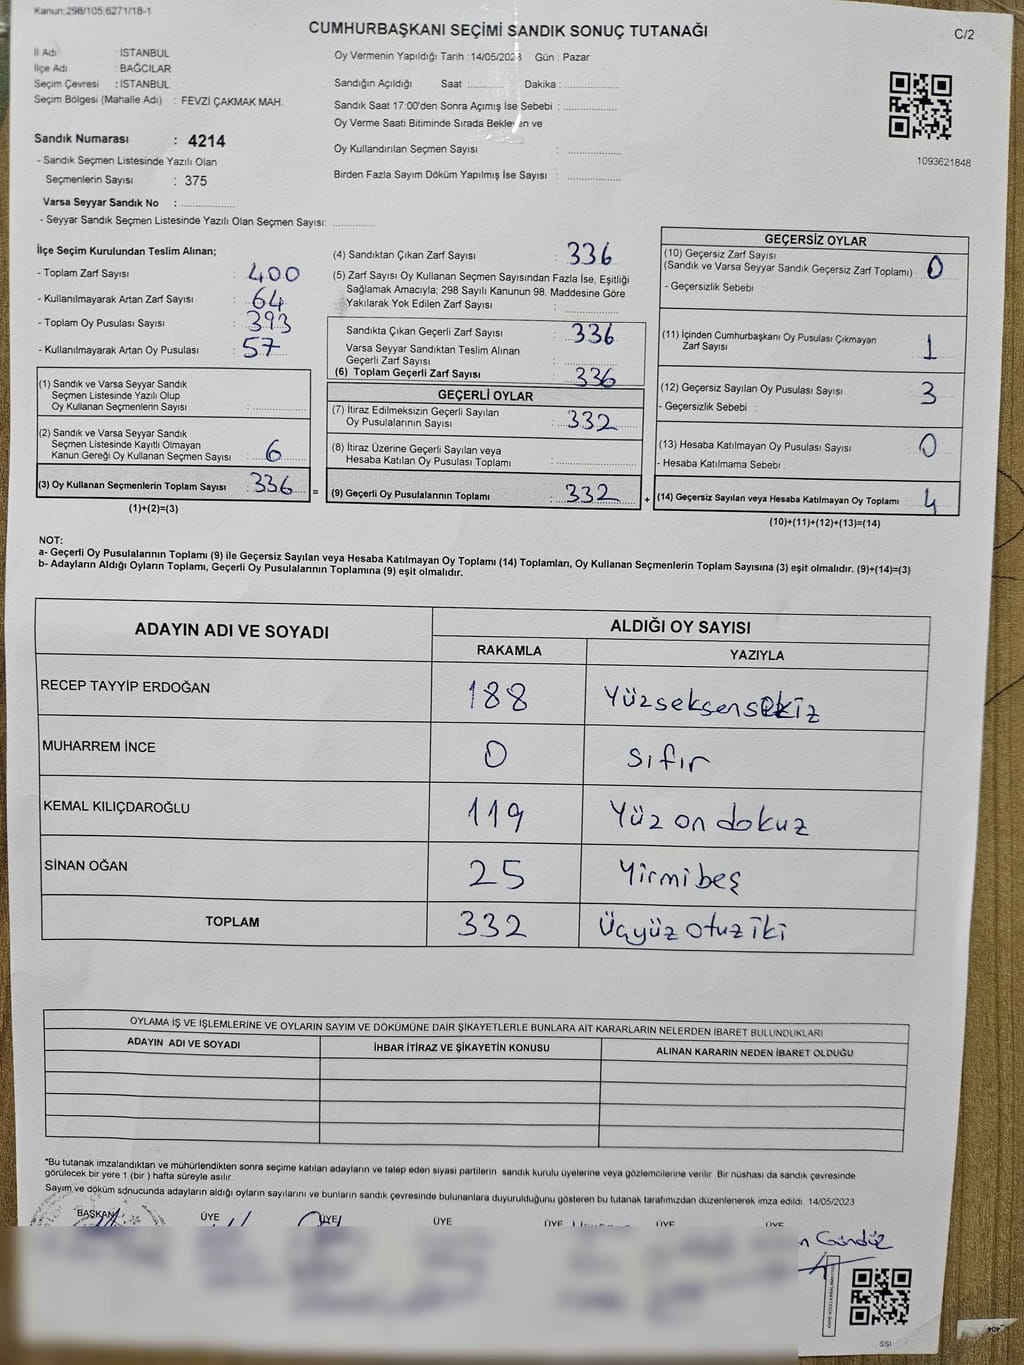 Kanun:298/105,6271/18-1
CUMHURBAŞKANI SEÇİMİ SANDIK SONUÇ TUTANAĞI
C/2
İl Adı : İSTANBUL
İlçe Adı : BAĞCILAR
Seçim Çevresi : İSTANBUL
Seçim Bölgesi (Mahalle Adı) : FEVZİ ÇAKMAK MAH.
Oy Vermenin Yapıldığı Tarih : 14/05/2023 Gün : Pazar
Sandığın Açıldığı Saat : Dakika :
Sandık Saat 17:00'den Sonra Açımış İse Sebebi :
Oy Verme Saati Bitiminde Sırada Bekleyen ve
Oy Kullandırılan Seçmen Sayısı :
Birden Fazla Sayım Döküm Yapılmış İse Sayısı :
1093621848
Sandık Numarası : 4214
- Sandık Seçmen Listesinde Yazılı Olan
Seçmenlerin Sayısı : 375
Varsa Seyyar Sandık No :
- Seyyar Sandık Seçmen Listesinde Yazılı Olan Seçmen Sayısı:
İlçe Seçim Kurulundan Teslim Alınan;
- Toplam Zarf Sayısı : 400
- Kullanılmayarak Artan Zarf Sayısı : 64
- Toplam Oy Pusulası Sayısı : 393
- Kullanılmayarak Artan Oy Pusulası : 57
(1) Sandık ve Varsa Seyyar Sandık
Seçmen Listesinde Yazılı Olup
Oy Kullanan Seçmenlerin Sayısı :
(2) Sandık ve Varsa Seyyar Sandık
Seçmen Listesinde Kayıtlı Olmayan
Kanun Gereği Oy Kullanan Seçmen Sayısı : 6
(3) Oy Kullanan Seçmenlerin Toplam Sayısı : 336 =
(1)+(2)=(3)
(4) Sandıktan Çıkan Zarf Sayısı : 336
(5) Zarf Sayısı Oy Kullanan Seçmen Sayısından Fazla İse, Eşitliği
Sağlamak Amacıyla; 298 Sayılı Kanunun 98. Maddesine Göre
Yakılarak Yok Edilen Zarf Sayısı :
Sandıkta Çıkan Geçerli Zarf Sayısı : 336
Varsa Seyyar Sandıktan Teslim Alınan
Geçerli Zarf Sayısı :
(6) Toplam Geçerli Zarf Sayısı : 336
GEÇERLİ OYLAR
(7) İtiraz Edilmeksizin Geçerli Sayılan
Oy Pusulalarının Sayısı : 332
(8) İtiraz Üzerine Geçerli Sayılan veya
Hesaba Katılan Oy Pusulası Toplamı :
(9) Geçerli Oy Pusulalarının Toplamı : 332 +
GEÇERSİZ OYLAR
(10) Geçersiz Zarf Sayısı
(Sandık ve Varsa Seyyar Sandık Geçersiz Zarf Toplamı) : 0
- Geçersizlik Sebebi :
(11) İçinden Cumhurbaşkanı Oy Pusulası Çıkmayan
Zarf Sayısı : 1
(12) Geçersiz Sayılan Oy Pusulası Sayısı : 3
- Geçersizlik Sebebi :
(13) Hesaba Katılmayan Oy Pusulası Sayısı : 0
- Hesaba Katılmama Sebebi :
(14) Geçersiz Sayılan veya Hesaba Katılmayan Oy Toplamı : 4
(10)+(11)+(12)+(13)=(14)
NOT:
a- Geçerli Oy Pusulalarının Toplamı (9) ile Geçersiz Sayılan veya Hesaba Katılmayan Oy Toplamı (14) Toplamları, Oy Kullanan Seçmenlerin Toplam Sayısına (3) eşit olmalıdır. (9)+(14)=(3)
b- Adayların Aldığı Oyların Toplamı, Geçerli Oy Pusulalarının Toplamına (9) eşit olmalıdır.
ADAYIN ADI VE SOYADI
ALDIĞI OY SAYISI
RAKAMLA YAZIYLA
RECEP TAYYİP ERDOĞAN 188 Yüzseksensekiz
MUHARREM İNCE 0 sıfır
KEMAL KILIÇDAROĞLU 119 Yüz on dokuz
SİNAN OĞAN 25 Yirmibeş
TOPLAM 332 Üçyüz otuz iki
OYLAMA İŞ VE İŞLEMLERİNE VE OYLARIN SAYIM VE DÖKÜMÜNE DAİR ŞİKAYETLERLE BUNLARA AİT KARARLARIN NELERDEN İBARET BULUNDUKLARI
ADAYIN ADI VE SOYADI İHBAR İTİRAZ VE ŞİKAYETİN KONUSU ALINAN KARARIN NEDEN İBARET OLDUĞU
*Bu tutanak imzalandıktan ve mühürlendikten sonra seçime katılan adayların ve talep eden siyasi partilerin sandık kurulu üyelerine veya gözlemcilerine verilir. Bir nüshası da sandık çevresinde
görülecek bir yere 1 (bir ) hafta süreyle asılır.
Sayım ve döküm sonucunda adayların aldığı oyların sayılarını ve bunların sandık çevresinde bulunanlara duyurulduğunu gösteren bu tutanak tarafımızdan düzenlenerek imza edildi. 14/05/2023
BAŞKAN ÜYE ÜYE ÜYE ÜYE ÜYE ÜYE
SSI